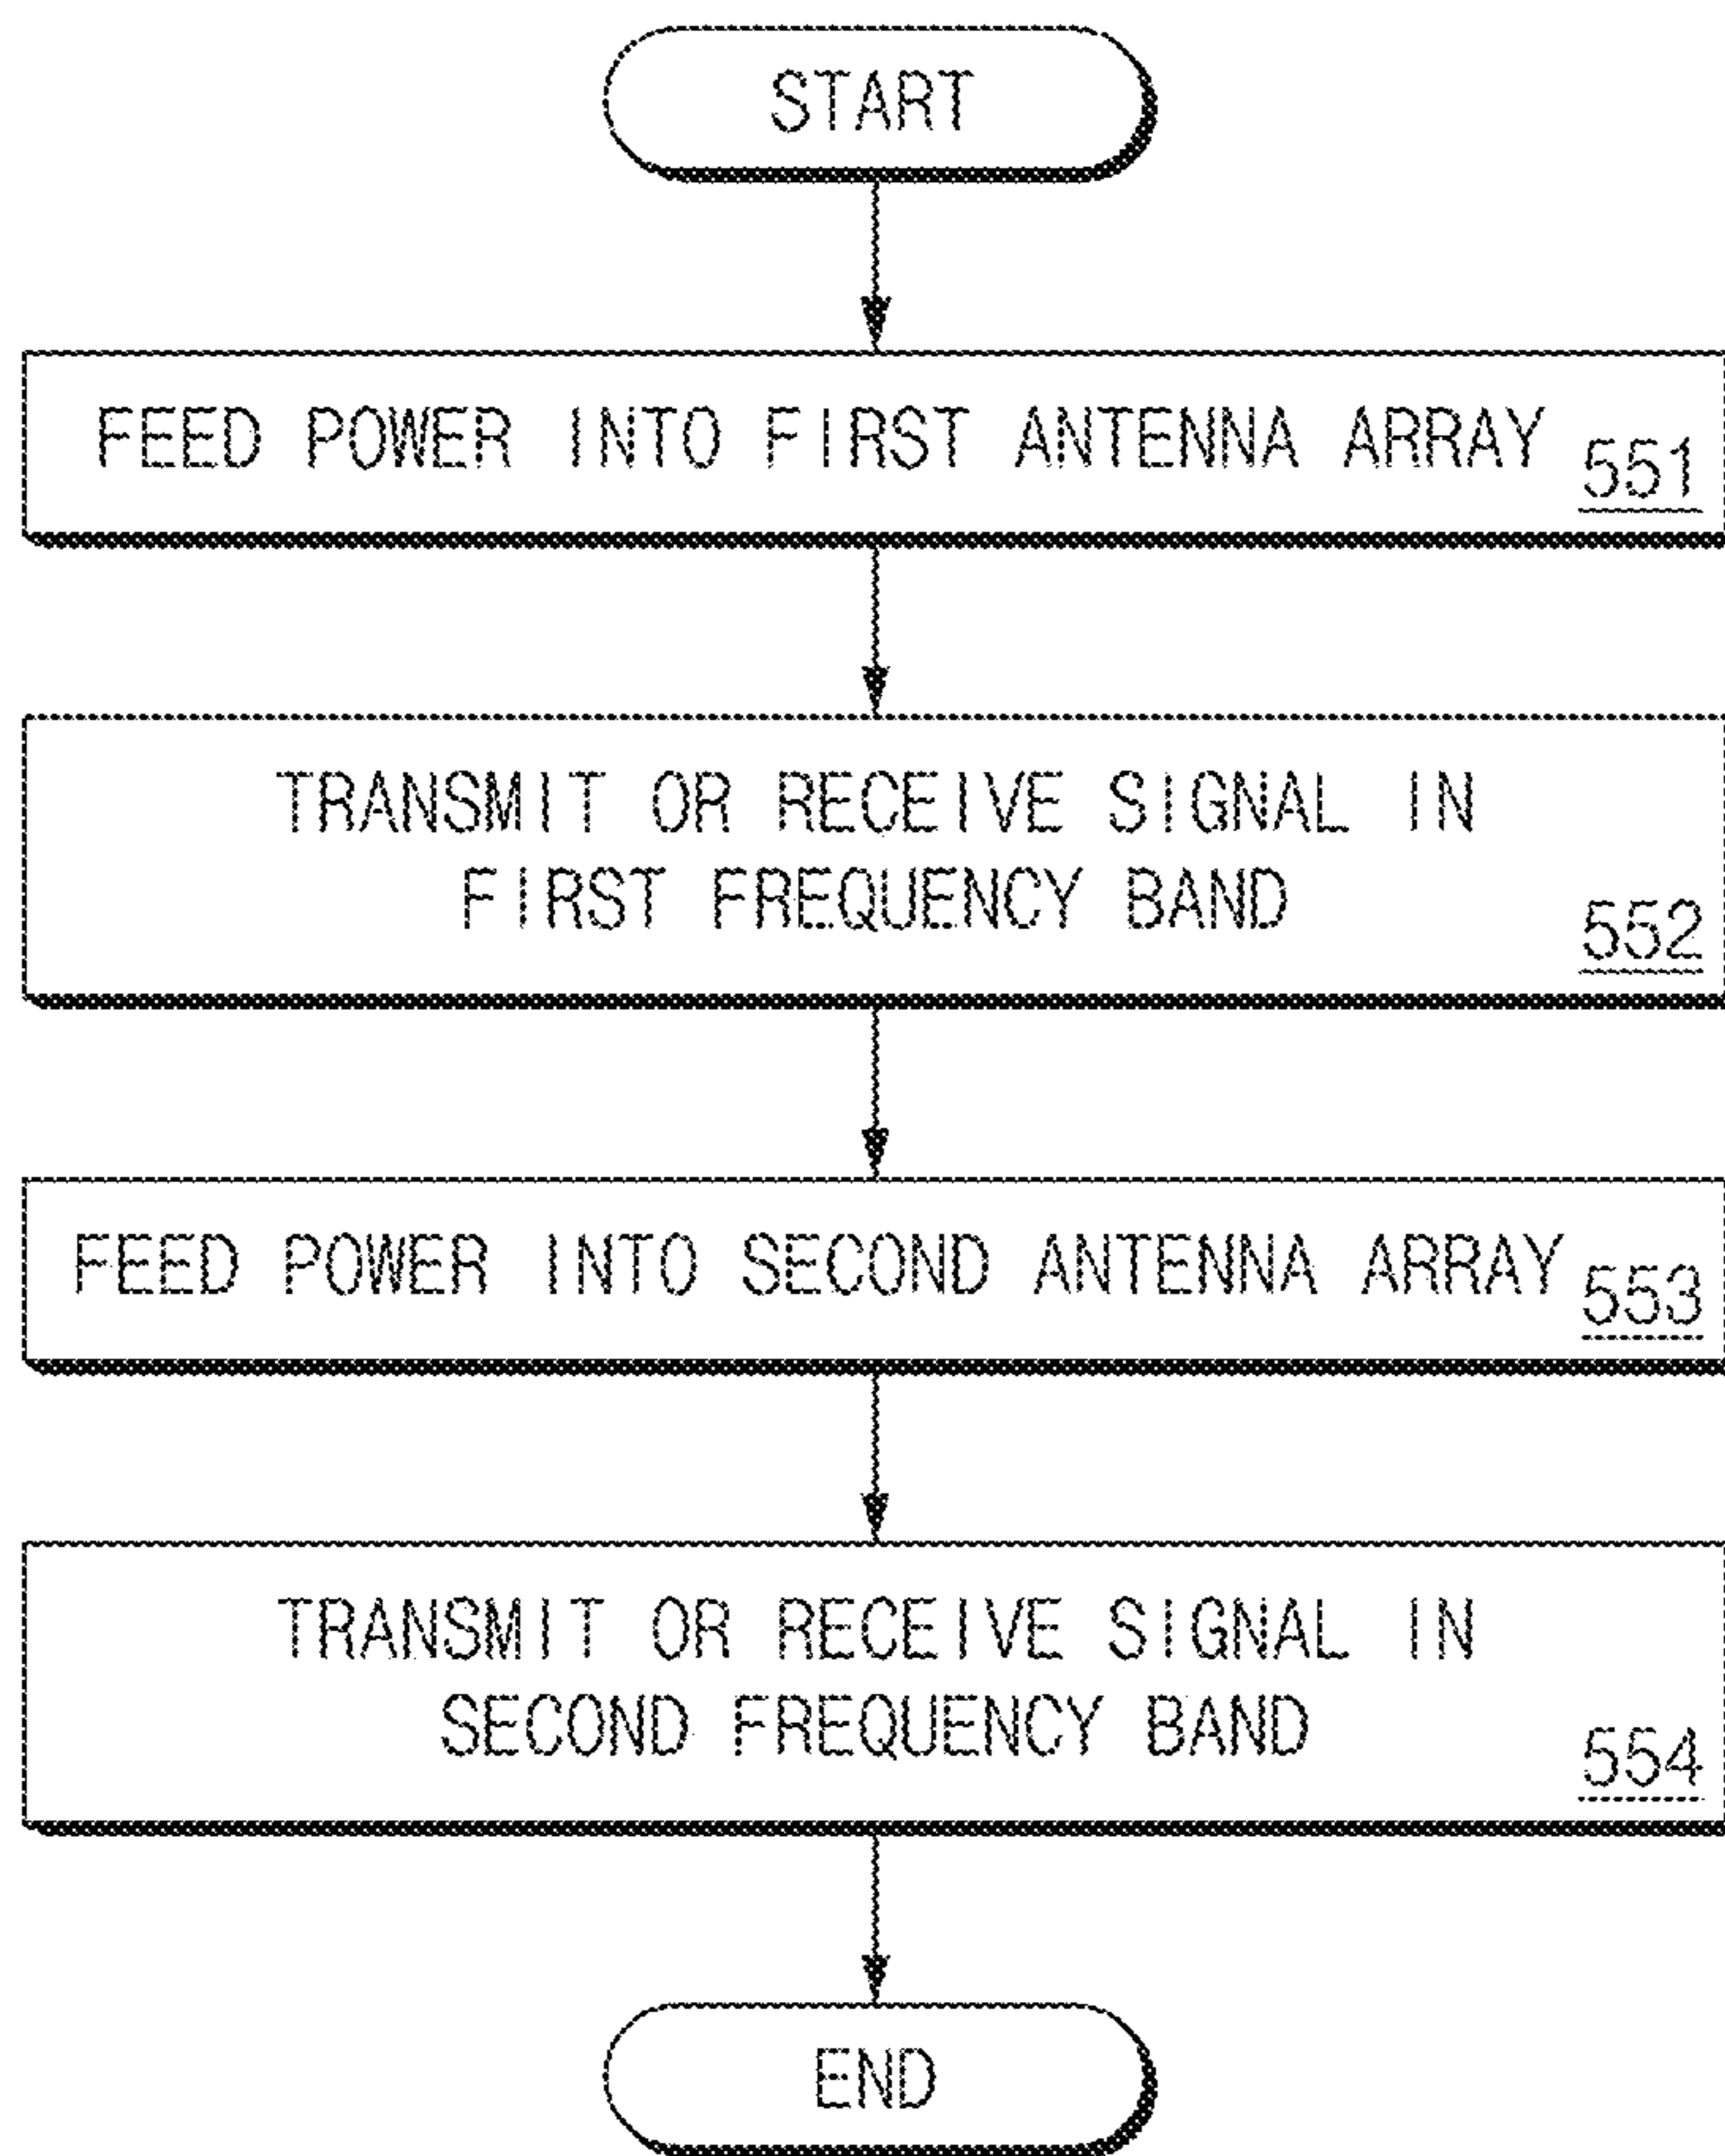 START
FEED POWER INTO FIRST ANTENNA ARRAY 551
TRANSMIT OR RECEIVE SIGNAL IN
FIRST FREQUENCY BAND 552
FEED POWER INTO SECOND ANTENNA ARRAY 553
TRANSMIT OR RECEIVE SIGNAL IN
SECOND FREQUENCY BAND 554
END